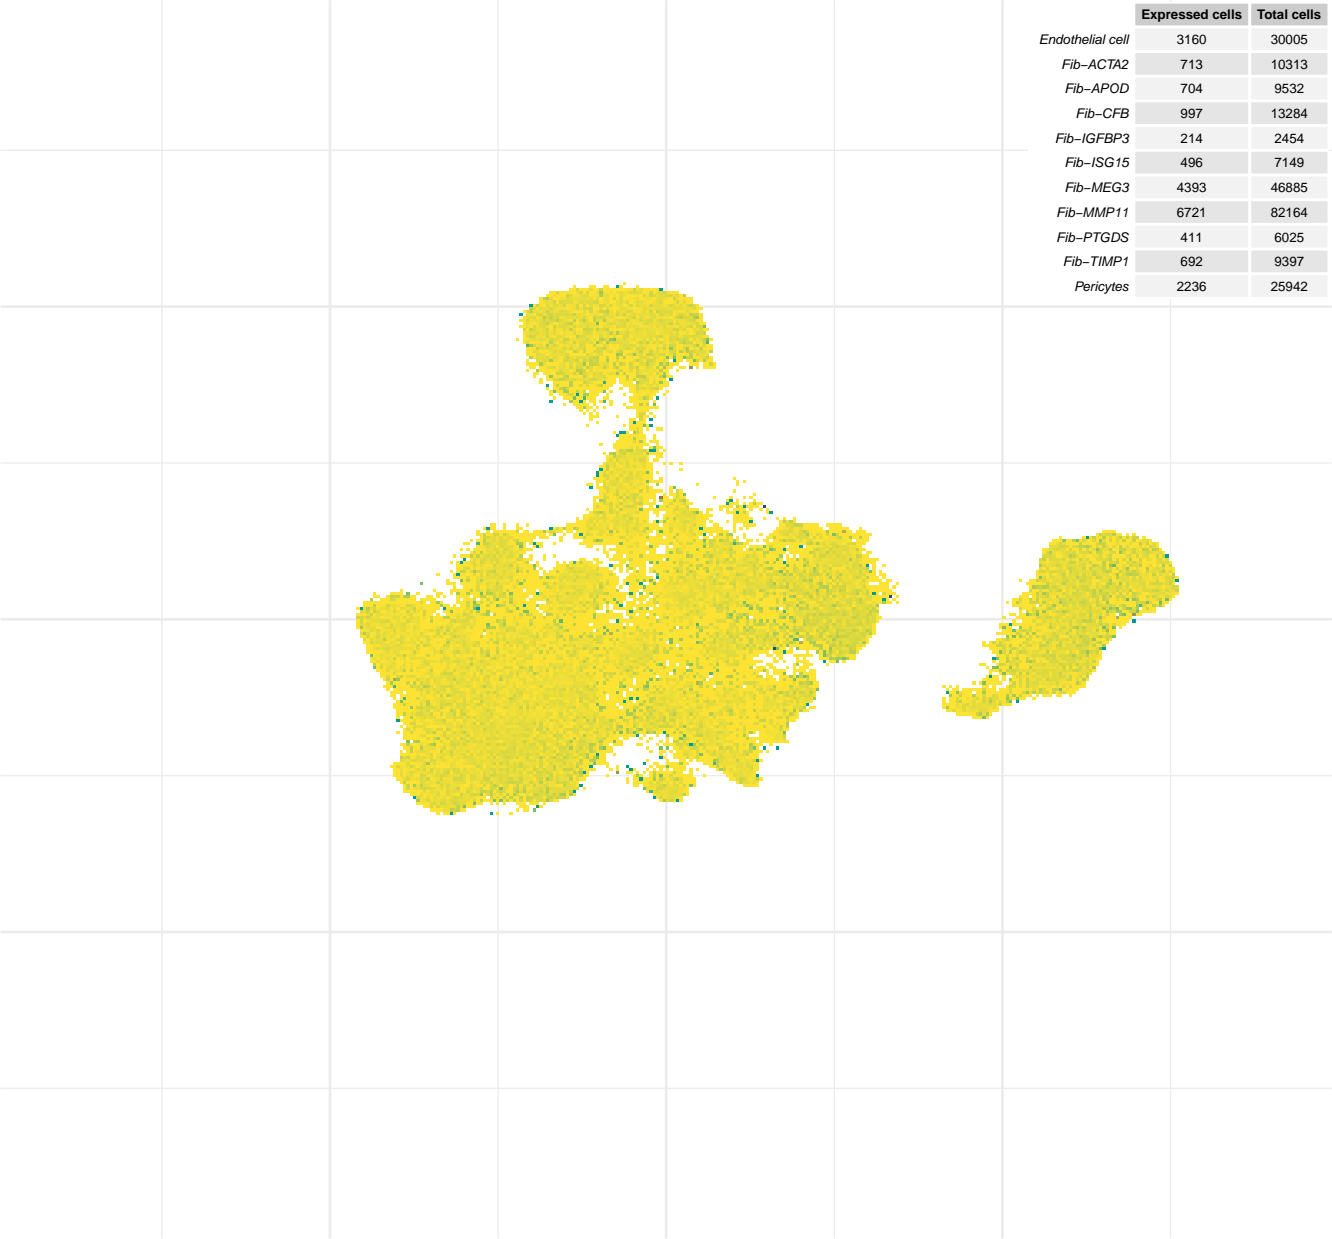 Expressed cells Total cells
Endothelial cell 3160 30005
Fib−ACTA2 713 10313
Fib−APOD 704 9532
Fib−CFB 997 13284
Fib−IGFBP3 214 2454
Fib−ISG15 496 7149
Fib−MEG3 4393 46885
Fib−MMP11 6721 82164
Fib−PTGDS 411 6025
Fib−TIMP1 692 9397
Pericytes 2236 25942